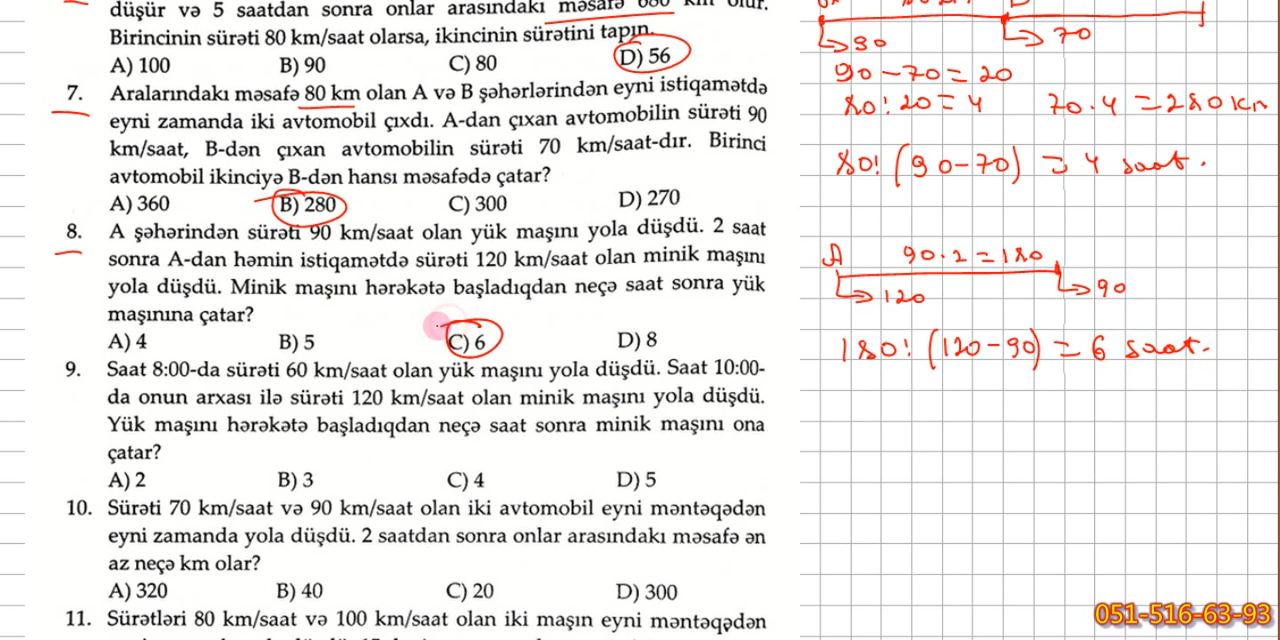 düşür və 5 saatdan sonra onlar arasındakı məsafə 680 km olur.
Birincinin sürəti 80 km/saat olarsa, ikincinin sürətini tapın.
A) 100 B) 90 C) 80 D) 56
7. Aralarındakı məsafə 80 km olan A və B şəhərlərindən eyni istiqamətdə
eyni zamanda iki avtomobil çıxdı. A-dan çıxan avtomobilin sürəti 90
km/saat, B-dən çıxan avtomobilin sürəti 70 km/saat-dır. Birinci
avtomobil ikinciyə B-dən hansı məsafədə çatar?
A) 360 B) 280 C) 300 D) 270
8. A şəhərindən sürəti 90 km/saat olan yük maşını yola düşdü. 2 saat
sonra A-dan həmin istiqamətdə sürəti 120 km/saat olan minik maşını
yola düşdü. Minik maşını hərəkətə başladıqdan neçə saat sonra yük
maşınına çatar?
A) 4 B) 5 C) 6 D) 8
9. Saat 8:00-da sürəti 60 km/saat olan yük maşını yola düşdü. Saat 10:00-
da onun arxası ilə sürəti 120 km/saat olan minik maşını yola düşdü.
Yük maşını hərəkətə başladıqdan neçə saat sonra minik maşını ona
çatar?
A) 2 B) 3 C) 4 D) 5
10. Sürəti 70 km/saat və 90 km/saat olan iki avtomobil eyni məntəqədən
eyni zamanda yola düşdü. 2 saatdan sonra onlar arasındakı məsafə ən
az neçə km olar?
A) 320 B) 40 C) 20 D) 300
11. Sürətləri 80 km/saat və 100 km/saat olan iki maşın eyni məntəqədən
90 70
90-70=20
80:20=4 70·4=280 km
80:(90-70)=4 saat.
A 90·2=180
120 90
180:(120-90)=6 saat.
051-516-63-93